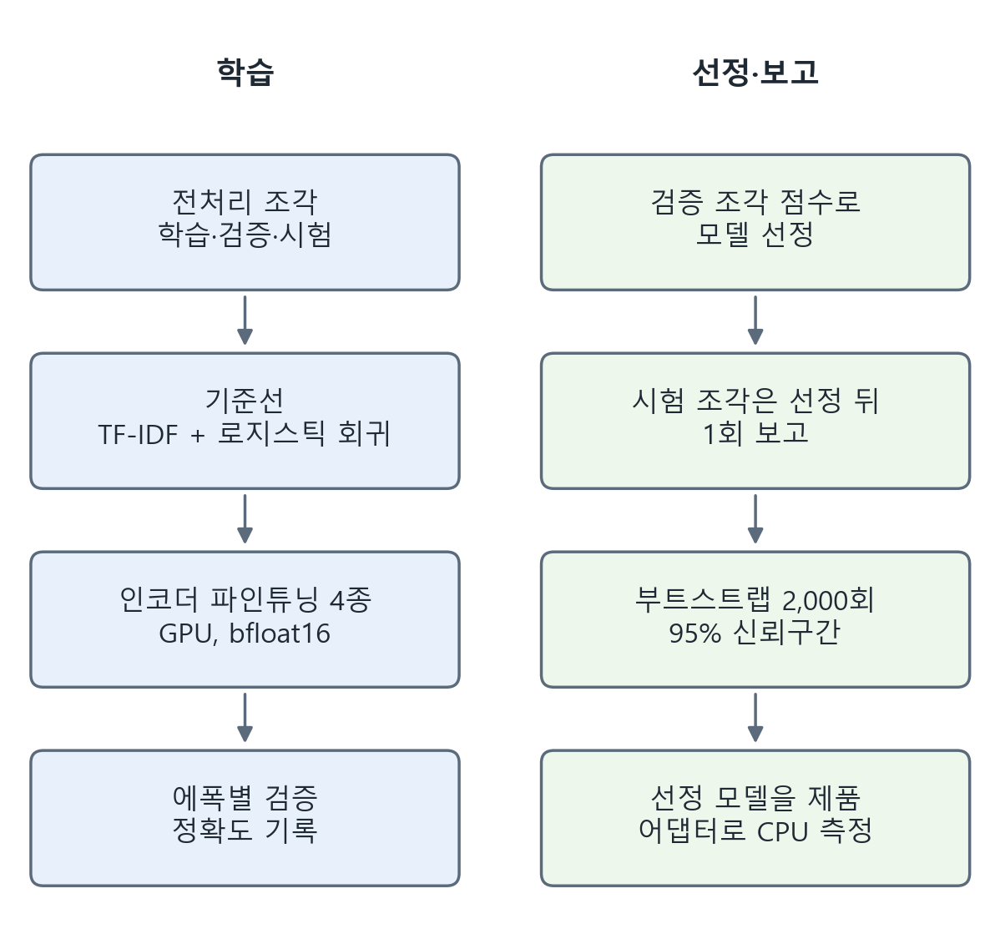 학습
전처리 조각
학습·검증·시험
기준선
TF-IDF + 로지스틱 회귀
인코더 파인튜닝 4종
GPU, bfloat16
에폭별 검증
정확도 기록
선정·보고
검증 조각 점수로
모델 선정
시험 조각은 선정 뒤
1회 보고
부트스트랩 2,000회
95% 신뢰구간
선정 모델을 제품
어댑터로 CPU 측정